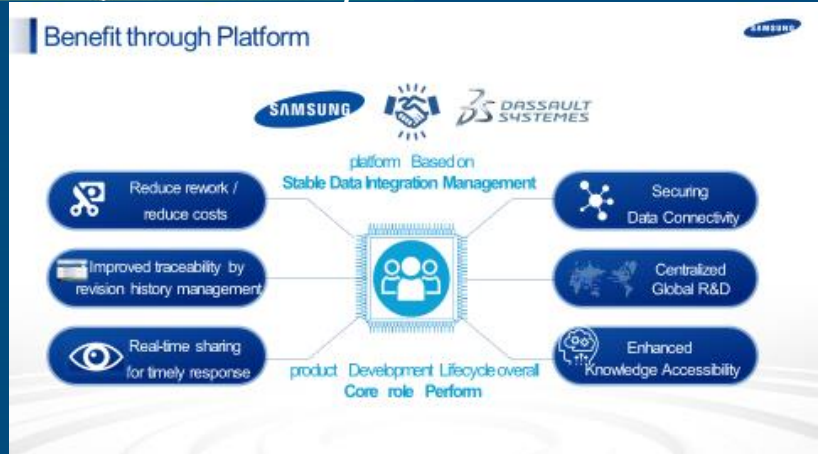 Benefit through Platform
SAMSUNG
SAMSUNG
DASSAULT
SYSTEMES
platform Based on
Stable Data Integration Management
Reduce rework /
reduce costs
Improved traceability by
revision history management
Real-time sharing
for timely response
Securing
Data Connectivity
Centralized
Global R&D
Enhanced
Knowledge Accessibility
product Development Lifecycle overall
Core role Perform